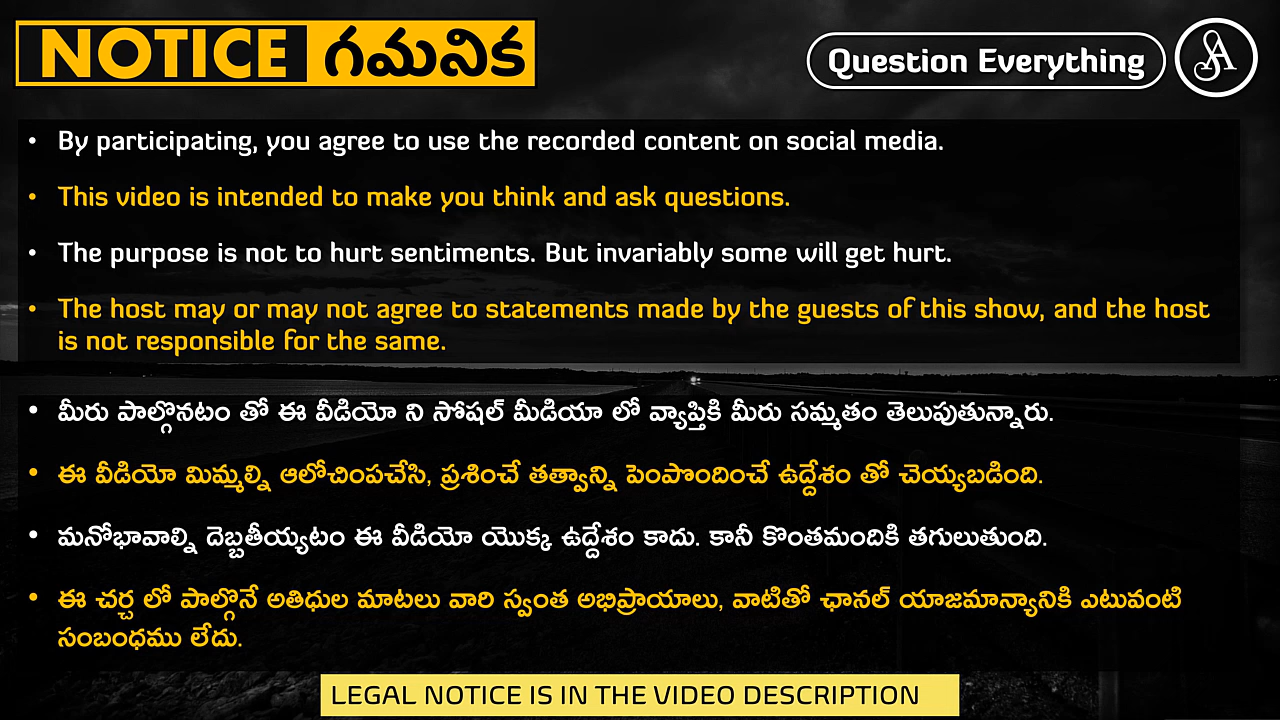 NOTICE గమనిక
Question Everything
• By participating, you agree to use the recorded content on social media.
• This video is intended to make you think and ask questions.
• The purpose is not to hurt sentiments. But invariably some will get hurt.
• The host may or may not agree to statements made by the guests of this show, and the host
is not responsible for the same.
• మీరు పాల్గొనటం తో ఈ వీడియో ని సోషల్ మీడియా లో వ్యాప్తికి మీరు సమ్మతం తెలుపుతున్నారు.
• ఈ వీడియో మిమ్మల్ని ఆలోచింపచేసి, ప్రశించే తత్వాన్ని పెంపొందించే ఉద్దేశం తో చెయ్యబడింది.
• మనోభావాల్ని దెబ్బతీయ్యటం ఈ వీడియో యొక్క ఉద్దేశం కాదు. కానీ కొంతమందికి తగులుతుంది.
• ఈ చర్చ లో పాల్గొనే అతిధుల మాటలు వారి స్వంత అభిప్రాయాలు, వాటితో ఛానల్ యాజమాన్యానికి ఎటువంటి
సంబంధము లేదు.
LEGAL NOTICE IS IN THE VIDEO DESCRIPTION